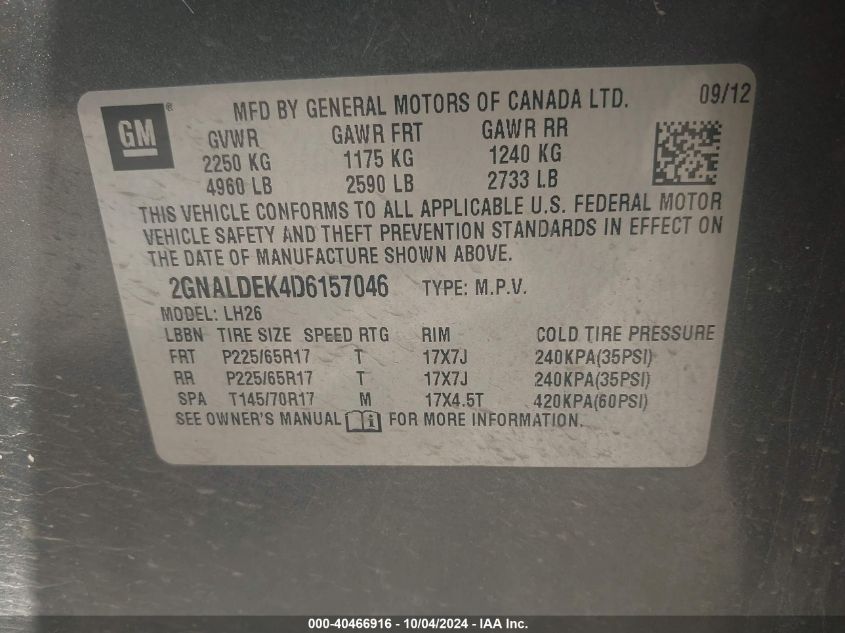 GM ®
MFD BY GENERAL MOTORS OF CANADA LTD. 09/12
GVWR GAWR FRT GAWR RR
2250 KG 1175 KG 1240 KG
4960 LB 2590 LB 2733 LB
THIS VEHICLE CONFORMS TO ALL APPLICABLE U.S. FEDERAL MOTOR
VEHICLE SAFETY AND THEFT PREVENTION STANDARDS IN EFFECT ON
THE DATE OF MANUFACTURE SHOWN ABOVE.
2GNALDEK4D6157046 TYPE: M.P.V.
MODEL: LH26
LBBN TIRE SIZE SPEED RTG RIM COLD TIRE PRESSURE
FRT P225/65R17 T 17X7J 240KPA(35PSI)
RR P225/65R17 T 17X7J 240KPA(35PSI)
SPA T145/70R17 M 17X4.5T 420KPA(60PSI)
SEE OWNER'S MANUAL FOR MORE INFORMATION.
000-40466916 - 10/04/2024 - IAA Inc.